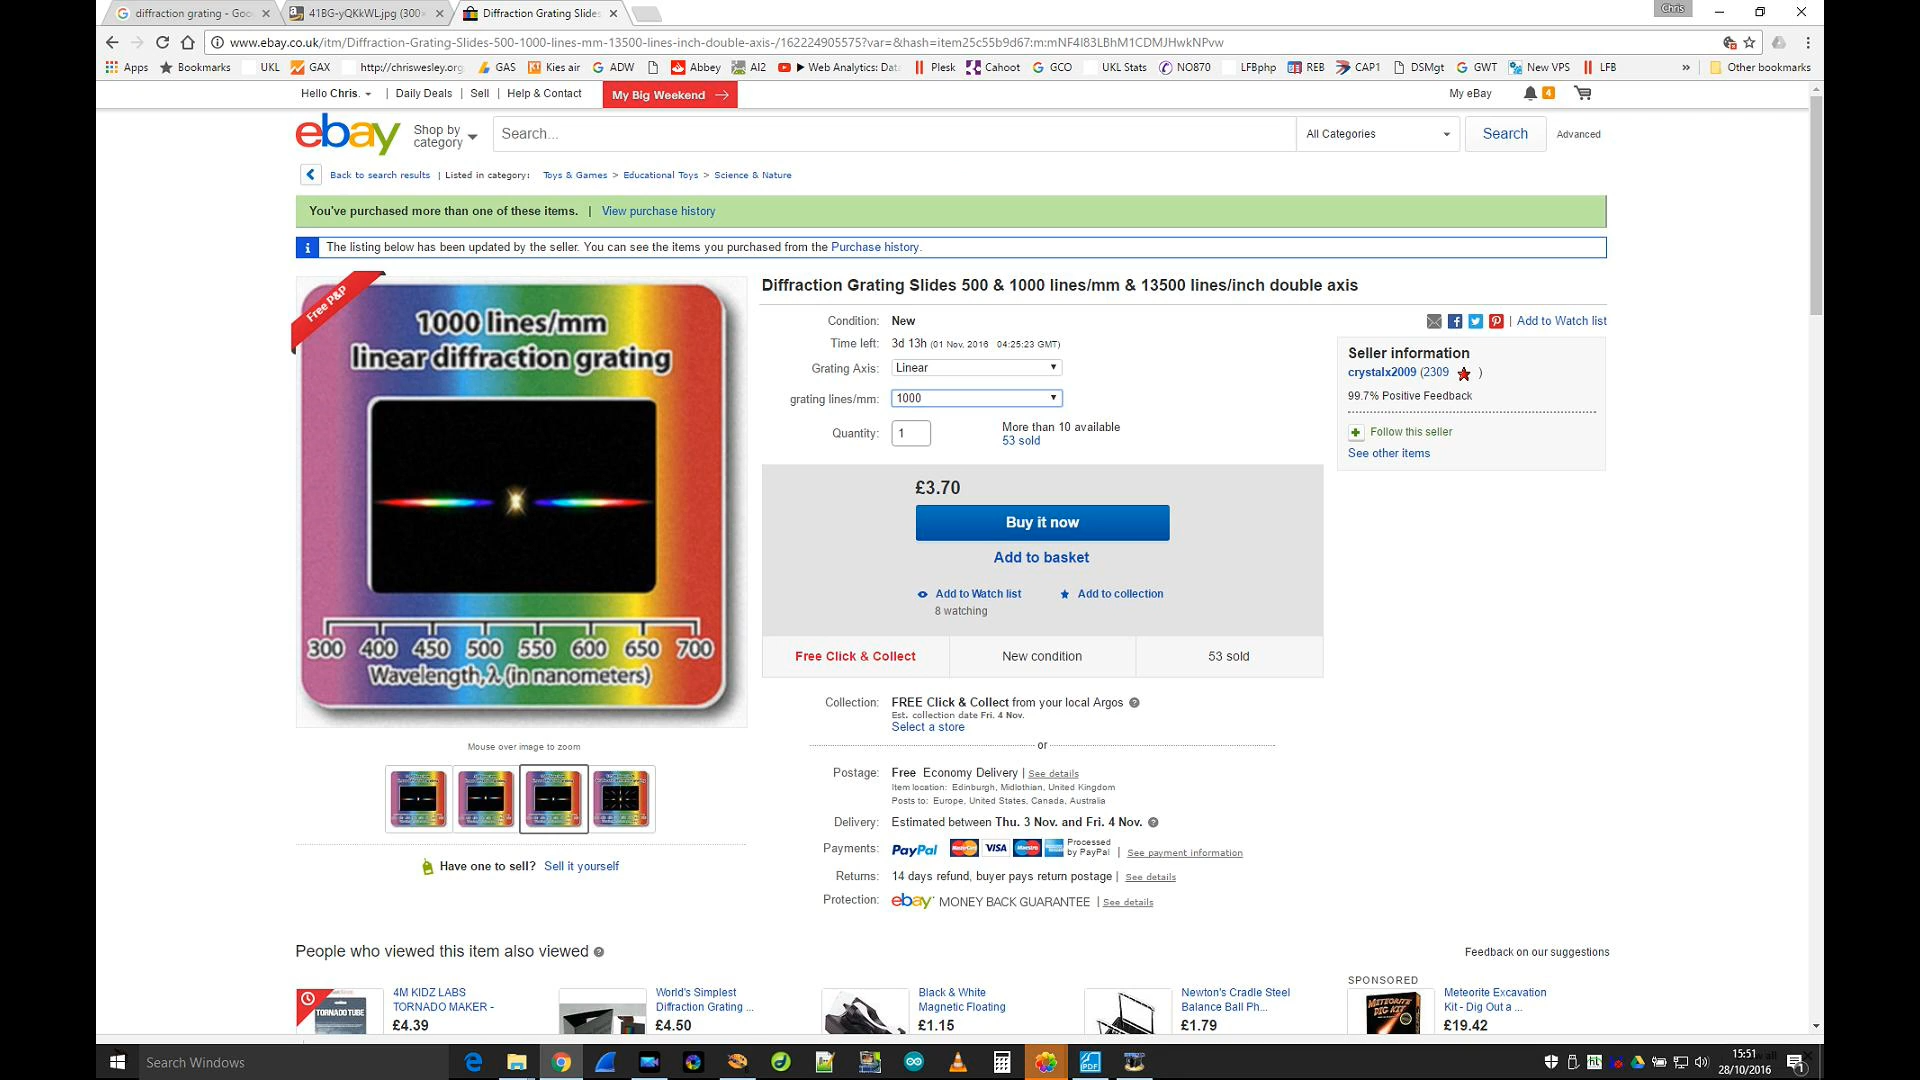 diffraction grating - Goo
41BG-yQKkWL.jpg (300×
Diffraction Grating Slides
Chris
www.ebay.co.uk/itm/Diffraction-Grating-Slides-500-1000-lines-mm-13500-lines-inch-double-axis-/162224905575?var=&hash=item25c55b9d67:m:mNF4I83LBhM1CDMJHwkNPvw
Apps Bookmarks UKL GAX http://chriswesley.org GAS Kies air ADW Abbey AI2 Web Analytics: Data Plesk Cahoot GCO UKL Stats NO870 LFBphp REB CAP1 DSMgt GWT New VPS LFB » Other bookmarks
Hello Chris. | Daily Deals | Sell | Help & Contact My Big Weekend → My eBay 4
ebay Shop by category Search... All Categories Search Advanced
Back to search results | Listed in category: Toys & Games > Educational Toys > Science & Nature
You've purchased more than one of these items. | View purchase history
i The listing below has been updated by the seller. You can see the items you purchased from the Purchase history.
Free P&P
1000 lines/mm
linear diffraction grating
300 400 450 500 550 600 650 700
Wavelength, λ (in nanometers)
Mouse over image to zoom
Have one to sell? Sell it yourself
Diffraction Grating Slides 500 & 1000 lines/mm & 13500 lines/inch double axis
Condition: New
Time left: 3d 13h (01 Nov. 2016 04:25:23 GMT)
Grating Axis: Linear
grating lines/mm: 1000
Quantity: 1 More than 10 available
53 sold
£3.70
Buy it now
Add to basket
Add to Watch list Add to collection
8 watching
Free Click & Collect New condition 53 sold
Collection: FREE Click & Collect from your local Argos
Est. collection date Fri. 4 Nov.
Select a store
or
Postage: Free Economy Delivery | See details
Item location: Edinburgh, Midlothian, United Kingdom
Posts to: Europe, United States, Canada, Australia
Delivery: Estimated between Thu. 3 Nov. and Fri. 4 Nov.
Payments: PayPal MasterCard VISA Maestro Processed by PayPal | See payment information
Returns: 14 days refund, buyer pays return postage | See details
Protection: ebay MONEY BACK GUARANTEE | See details
| Add to Watch list
Seller information
crystalx2009 (2309 )
99.7% Positive Feedback
Follow this seller
See other items
People who viewed this item also viewed
Feedback on our suggestions
SPONSORED
TORNADO TUBE
4M KIDZ LABS
TORNADO MAKER -
£4.39
World's Simplest
Diffraction Grating ...
£4.50
Black & White
Magnetic Floating
£1.15
Newton's Cradle Steel
Balance Ball Ph...
£1.79
METEORITE DIG KIT
Meteorite Excavation
Kit - Dig Out a ...
£19.42
Search Windows
PDF
15:51
28/10/2016
1